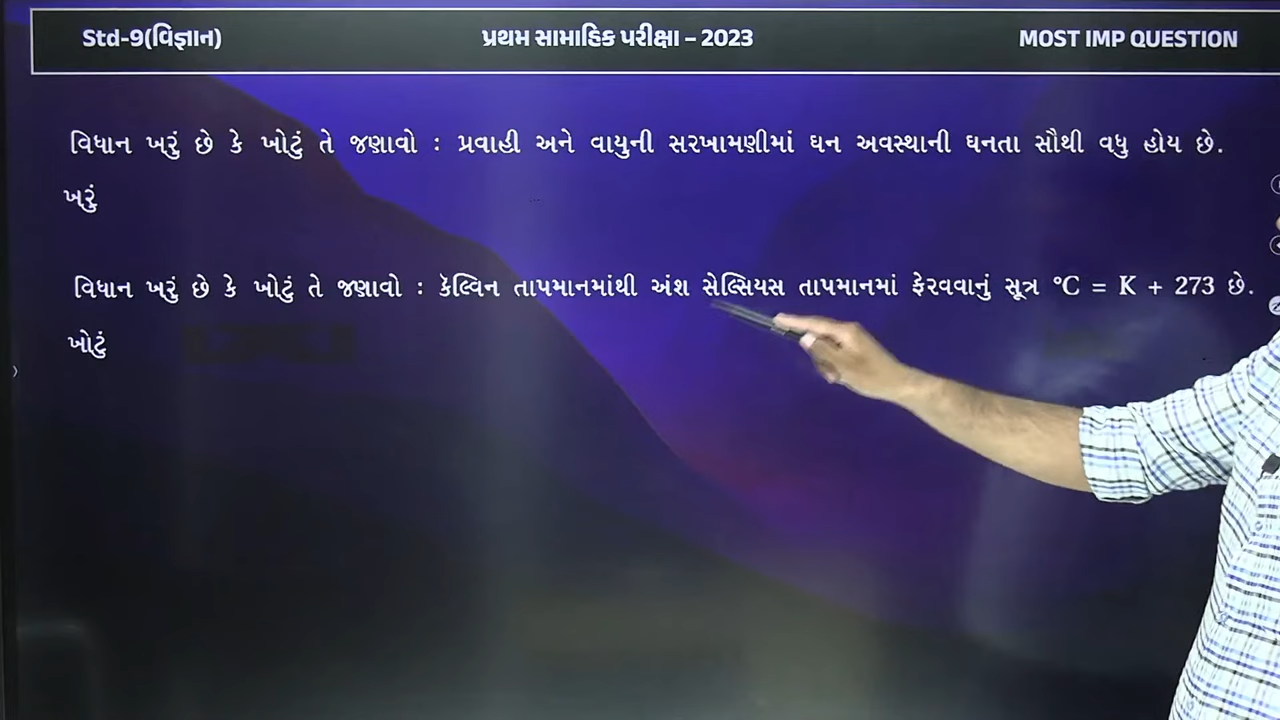 Std-9(વિજ્ઞાન)
પ્રથમ સામાહિક પરીક્ષા – 2023
MOST IMP QUESTION
વિધાન ખરું છે કે ખોટું તે જણાવો : પ્રવાહી અને વાયુની સરખામણીમાં ઘન અવસ્થાની ઘનતા સૌથી વધુ હોય છે.
ખરું
વિધાન ખરું છે કે ખોટું તે જણાવો : કૅલ્વિન તાપમાનમાંથી અંશ સેલ્સિયસ તાપમાનમાં ફેરવવાનું સૂત્ર °C = K + 273 છે.
ખોટું